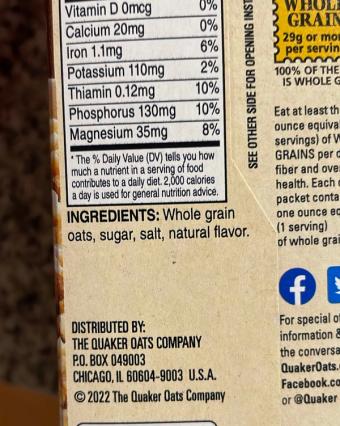 Vitamin D 0mcg 0%
Calcium 20mg 0%
Iron 1.1mg 6%
Potassium 110mg 2%
Thiamin 0.12mg 10%
Phosphorus 130mg 10%
Magnesium 35mg 8%
* The % Daily Value (DV) tells you how
much a nutrient in a serving of food
contributes to a daily diet. 2,000 calories
a day is used for general nutrition advice.
INGREDIENTS: Whole grain
oats, sugar, salt, natural flavor.
DISTRIBUTED BY:
THE QUAKER OATS COMPANY
P.O. BOX 049003
CHICAGO, IL 60604-9003 U.S.A.
© 2022 The Quaker Oats Company
SEE OTHER SIDE FOR OPENING INST
WHOLE
GRAIN
29g or mo
per servin
100% OF THE
IS WHOLE G
Eat at least th
ounce equiva
servings) of W
GRAINS per d
fiber and ove
health. Each
packet conta
one ounce eq
(1 serving)
of whole grai
For special of
information &
the conversa
QuakerOats.
Facebook.co
or @Quaker